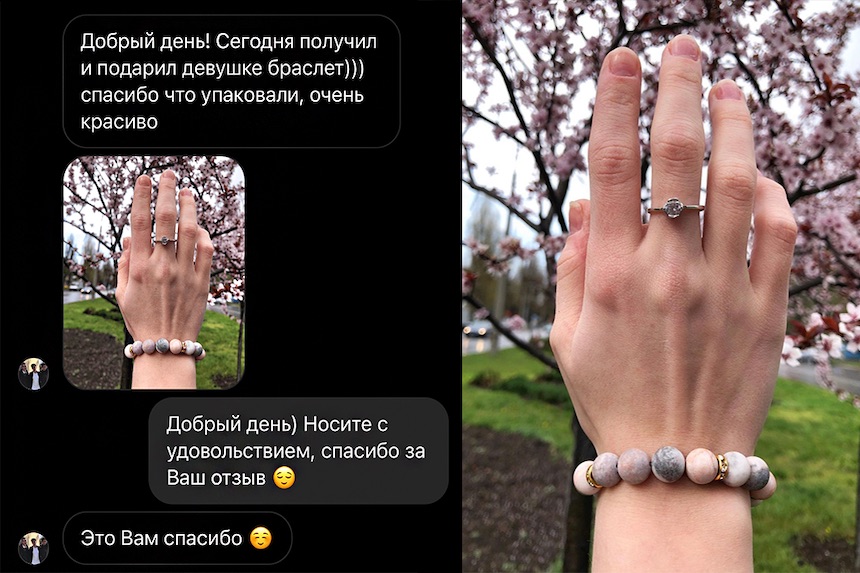 Добрый день! Сегодня получил
и подарил девушке браслет)))
спасибо что упаковали, очень
красиво
Добрый день) Носите с
удовольствием, спасибо за
Ваш отзыв 😌
Это Вам спасибо ☺️